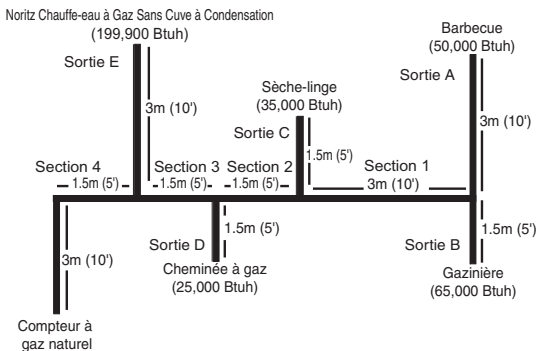 Noritz Chauffe-eau à Gaz Sans Cuve à Condensation
(199,900 Btuh)
Sortie E
3m (10')
Barbecue
(50,000 Btuh)
Sortie A
3m (10')
Sèche-linge
(35,000 Btuh)
Sortie C
1.5m (5')
Section 4
1.5m (5')
Section 3
1.5m (5')
Section 2
1.5m (5')
Section 1
3m (10')
3m (10')
Compteur à
gaz naturel
Sortie D
1.5m (5')
Cheminée à gaz
(25,000 Btuh)
Sortie B
1.5m (5')
Gazinière
(65,000 Btuh)